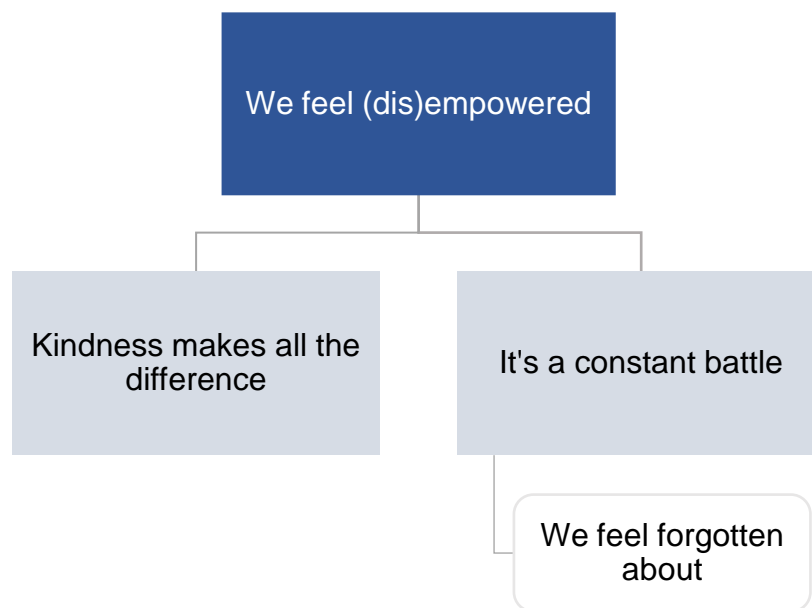 We feel (dis)empowered
Kindness makes all the
difference
It's a constant battle
We feel forgotten
about